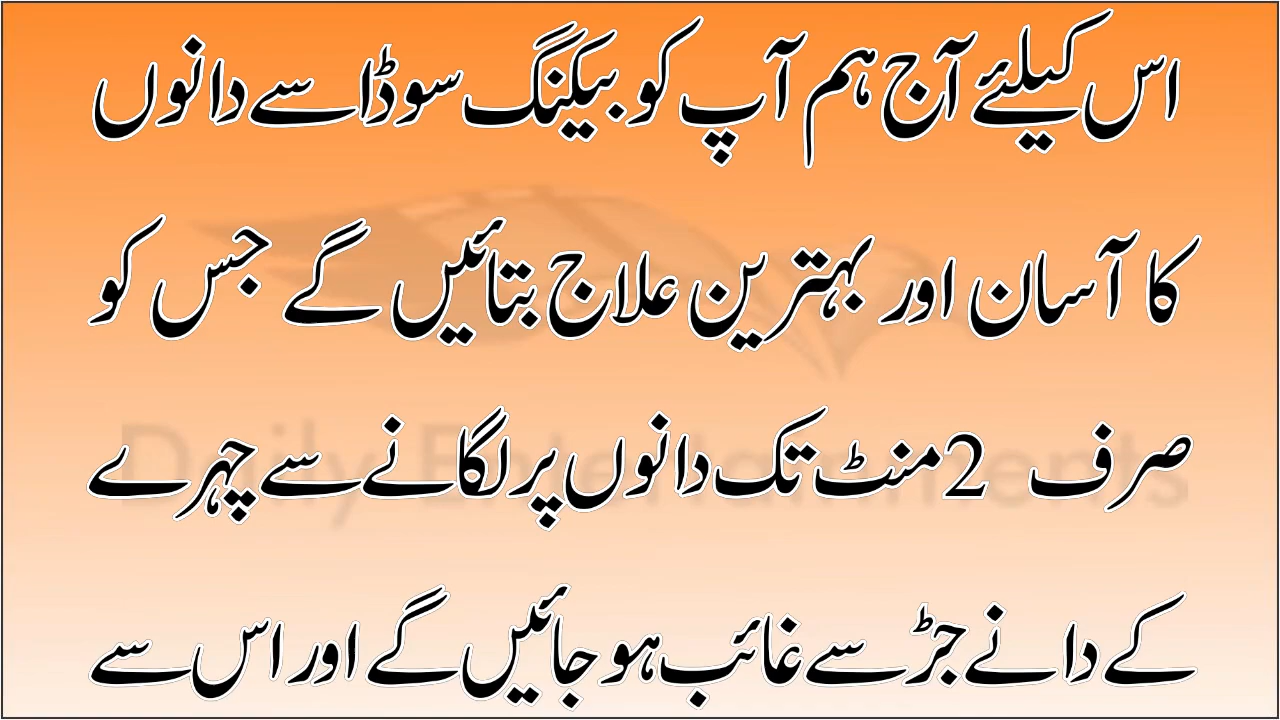 اس کیلئے آج ہم آپ کو بیکنگ سوڈا سے دانوں
کا آسان اور بہترین علاج بتائیں گے جس کو
صرف 2 منٹ تک دانوں پر لگانے سے چہرے
کے دانے جڑ سے غائب ہو جائیں گے اور اس سے
Daily Entertainments